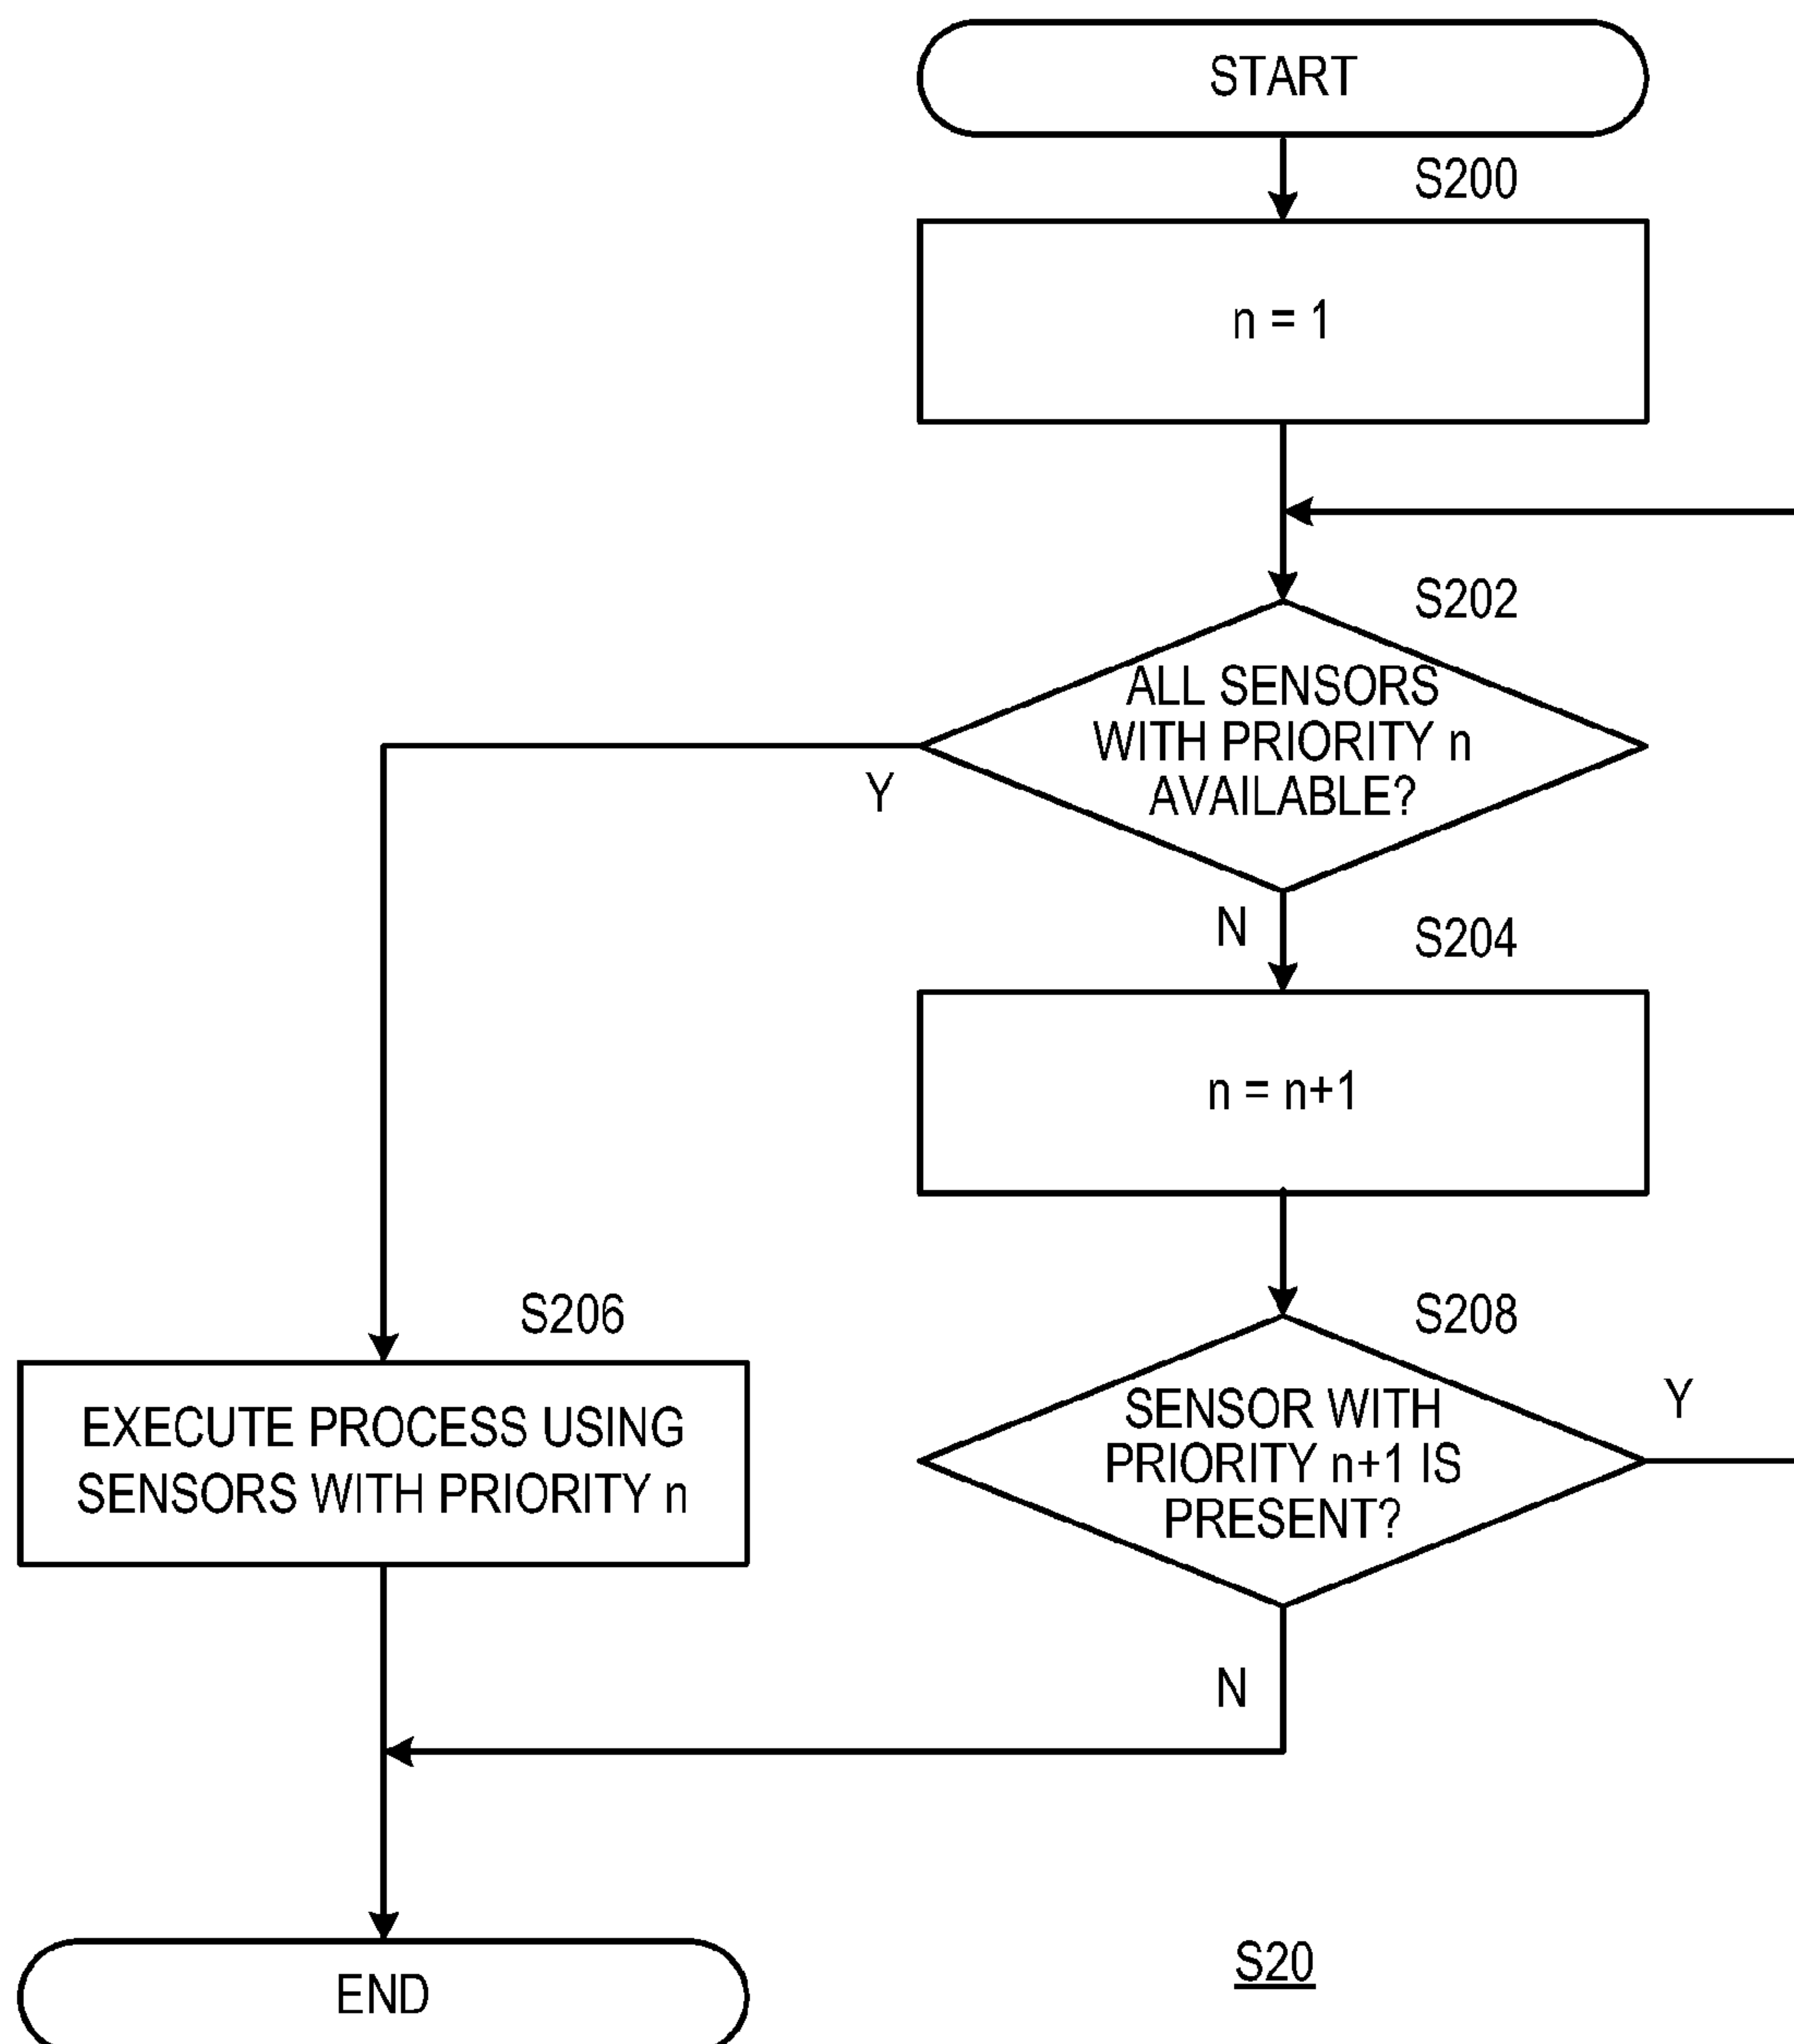 START
S200
n = 1
S202
ALL SENSORS
WITH PRIORITY n
AVAILABLE?
Y
N
S204
n = n+1
S206
EXECUTE PROCESS USING
SENSORS WITH PRIORITY n
S208
SENSOR WITH
PRIORITY n+1 IS
PRESENT?
Y
N
END
S20